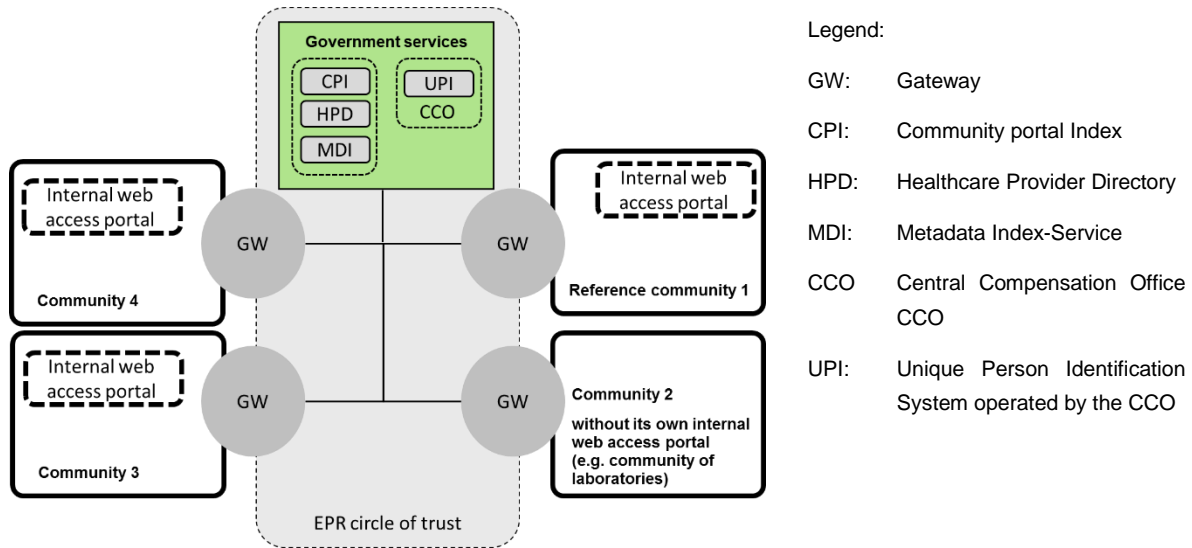 Government services
CPI
HPD
MDI
UPI
CCO
Internal web
access portal
GW
Community 4
GW
Internal web
access portal
Reference community 1
Internal web
access portal
GW
Community 3
GW
Community 2
without its own internal
web access portal
(e.g. community of
laboratories)
EPR circle of trust
Legend:
GW: Gateway
CPI: Community portal Index
HPD: Healthcare Provider Directory
MDI: Metadata Index-Service
CCO Central Compensation Office
CCO
UPI: Unique Person Identification
System operated by the CCO